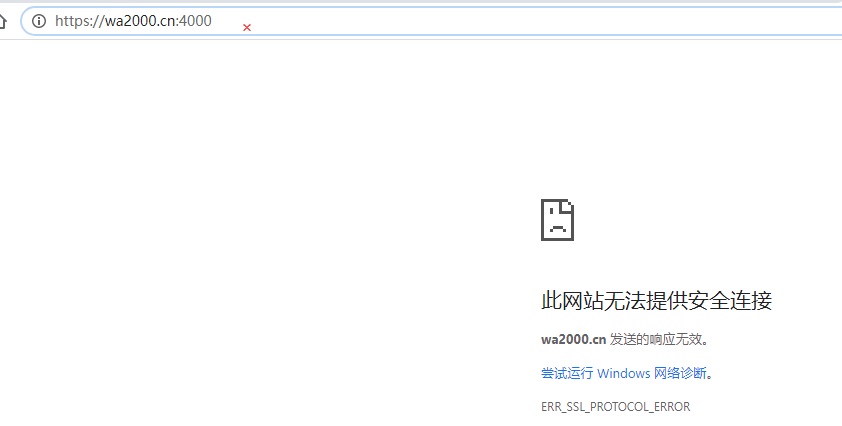 https://wa2000.cn:4000
此网站无法提供安全连接
wa2000.cn 发送的响应无效。
尝试运行 Windows 网络诊断。
ERR_SSL_PROTOCOL_ERROR